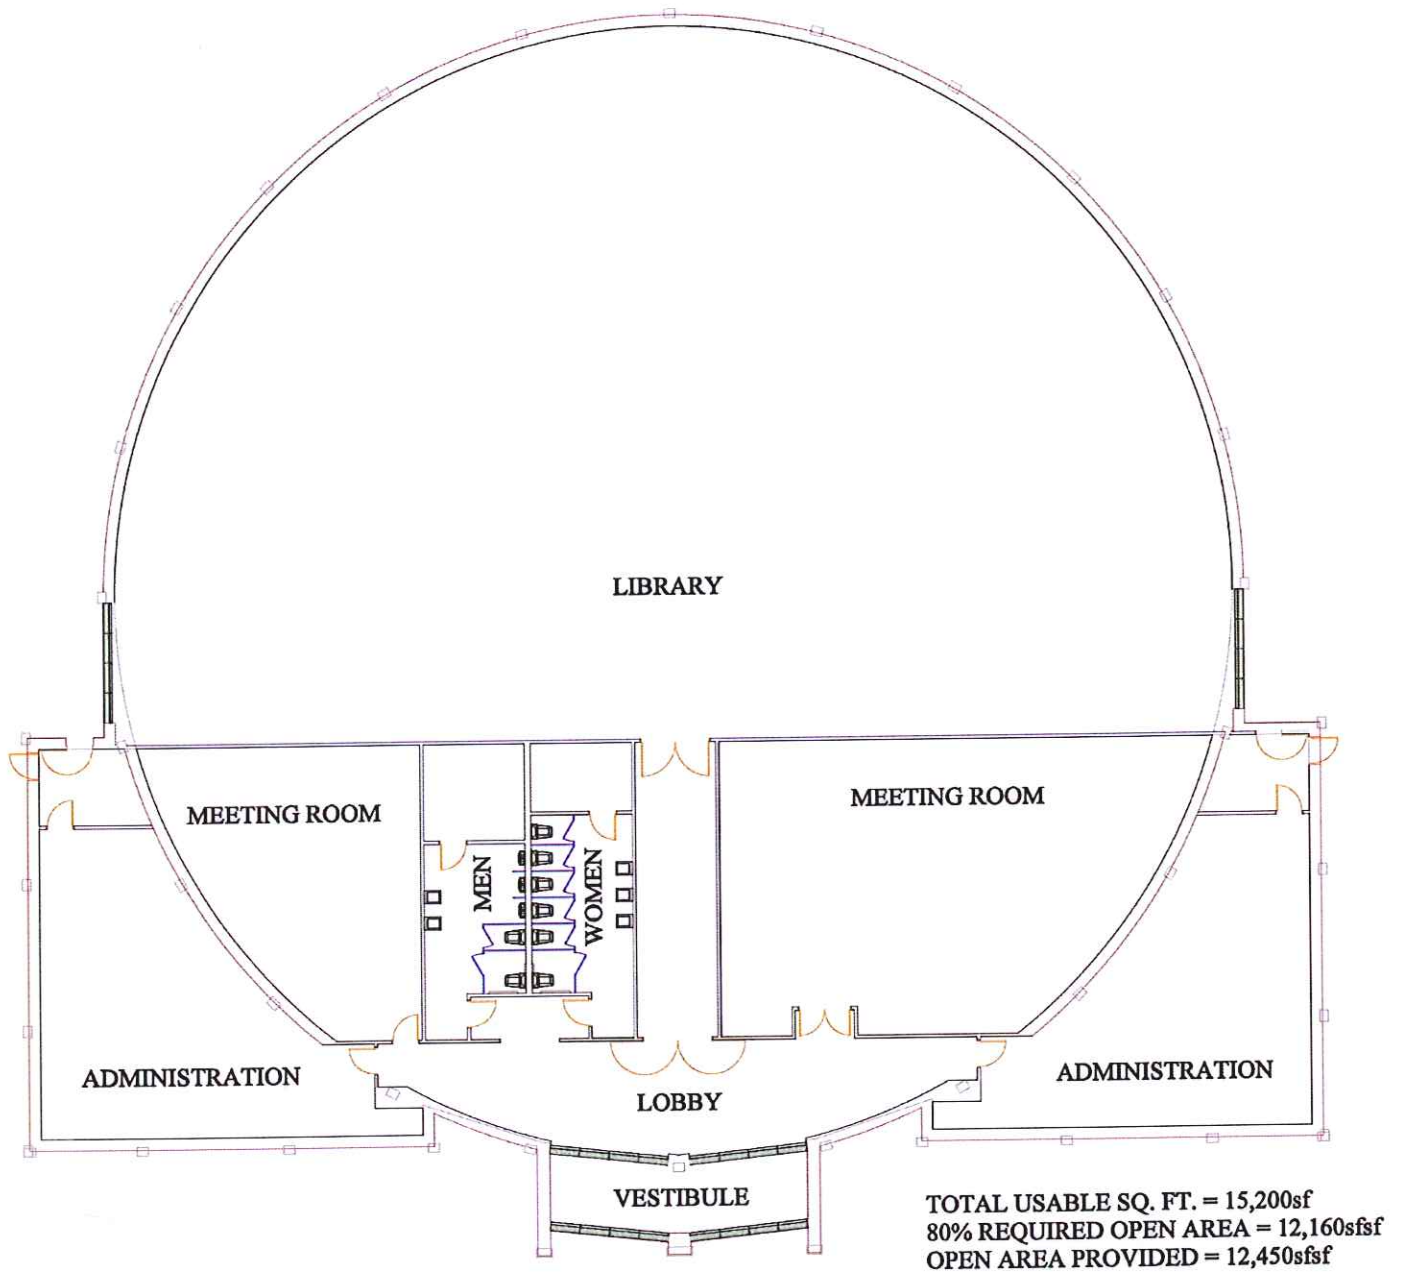 LIBRARY
MEETING ROOM
MEETING ROOM
MEN
WOMEN
ADMINISTRATION
ADMINISTRATION
LOBBY
VESTIBULE
TOTAL USABLE SQ. FT. = 15,200sf
80% REQUIRED OPEN AREA = 12,160sfsf
OPEN AREA PROVIDED = 12,450sfsf